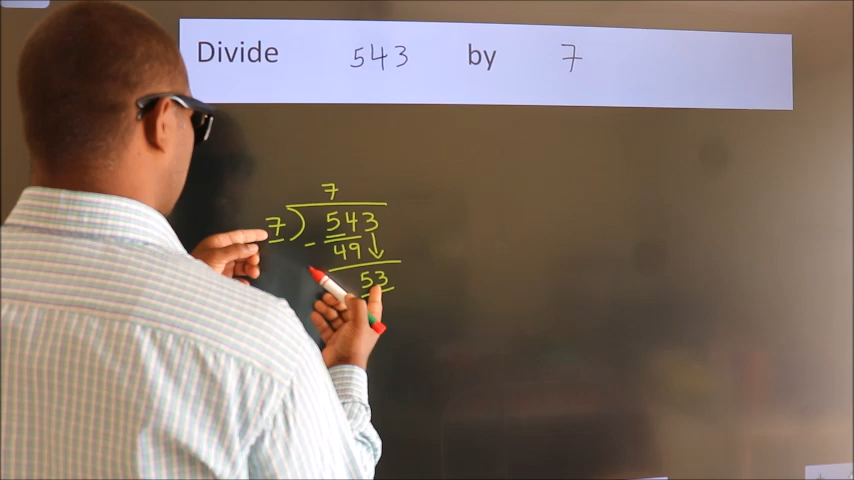 Divide 543 by 7
7
7 ) 543
- 49 ↓
53